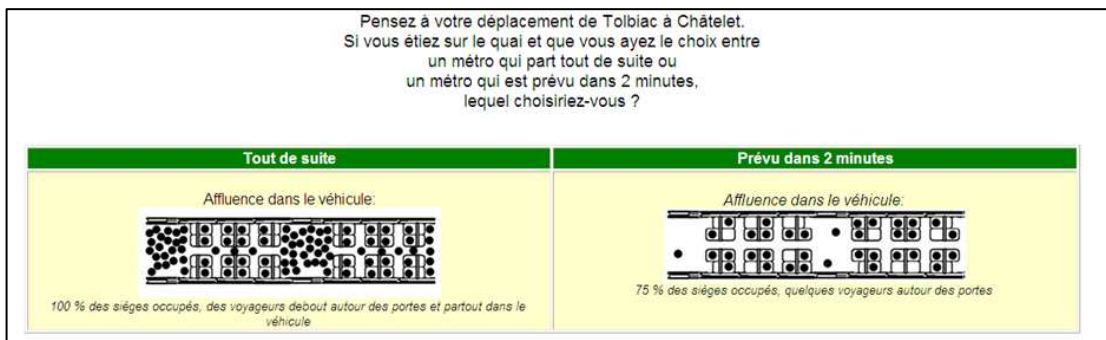 Pensez à votre déplacement de Tolbiac à Châtelet.
Si vous étiez sur le quai et que vous ayez le choix entre
un métro qui part tout de suite ou
un métro qui est prévu dans 2 minutes,
lequel choisiriez-vous ?
Tout de suite
Prévu dans 2 minutes
Affluence dans le véhicule:
100 % des sièges occupés, des voyageurs debout autour des portes et partout dans le
véhicule
Affluence dans le véhicule:
75 % des sièges occupés, quelques voyageurs autour des portes